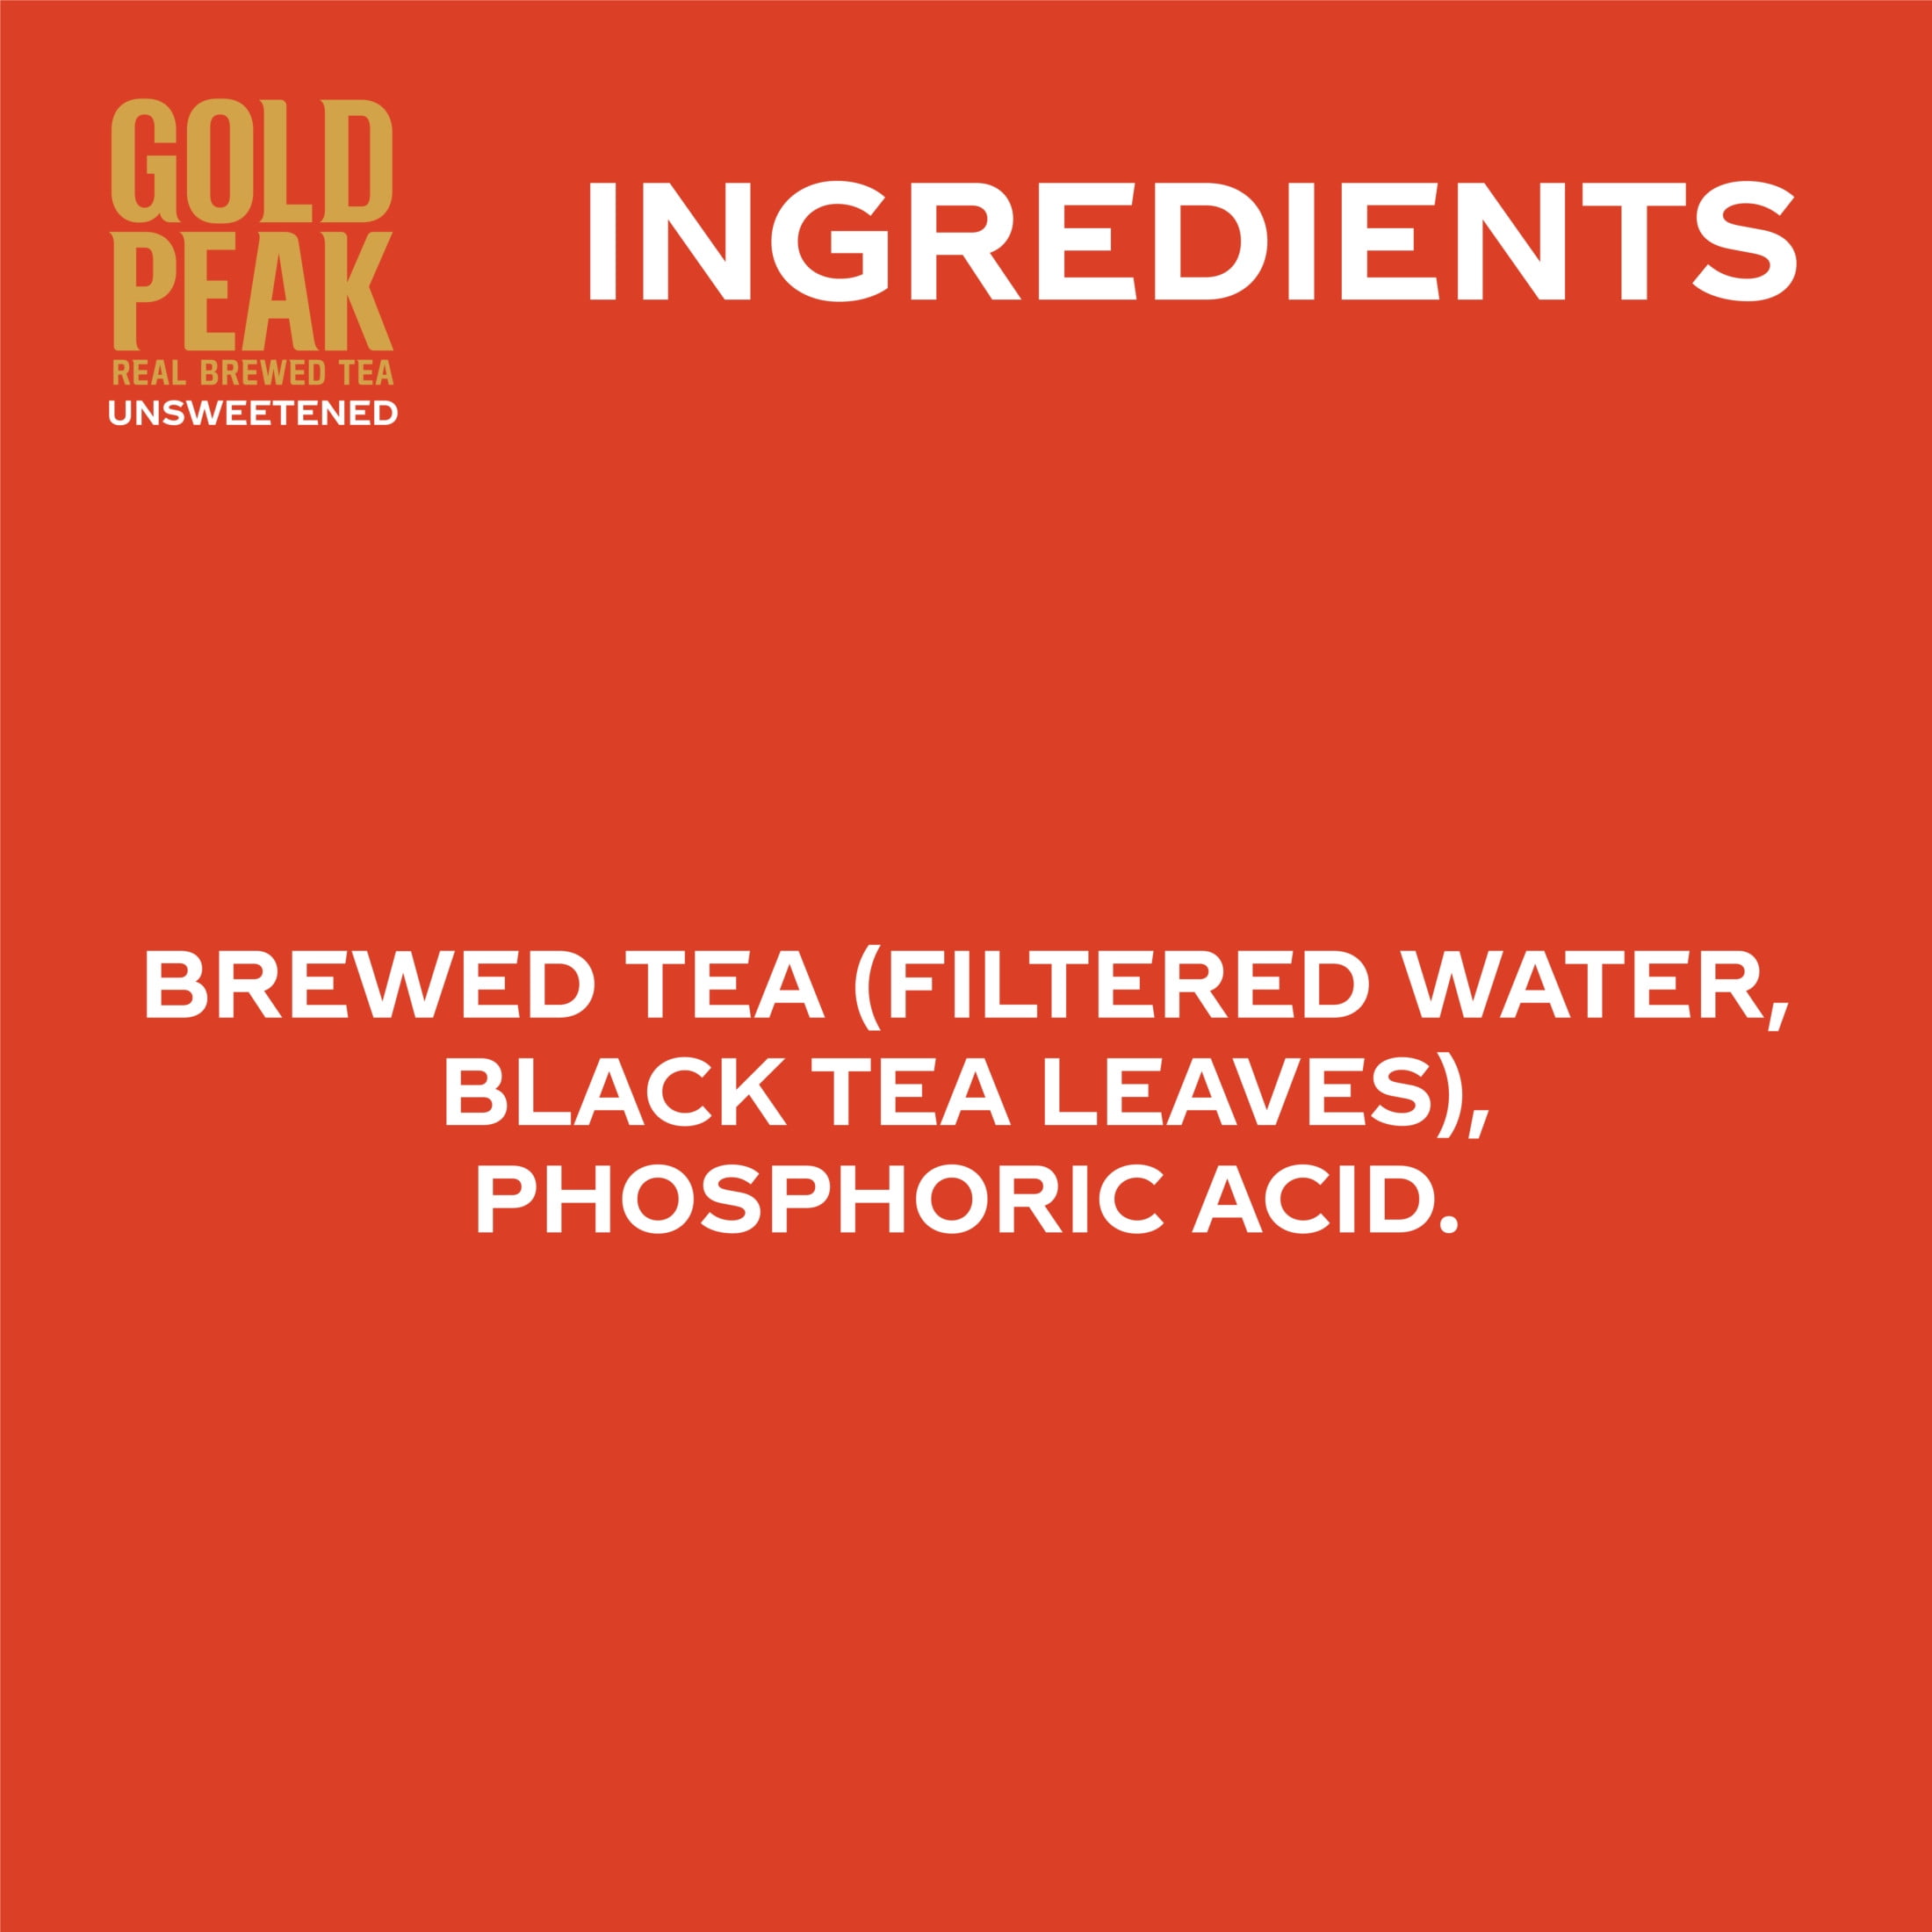 GOLD
PEAK
REAL BREWED TEA
UNSWEETENED
INGREDIENTS
BREWED TEA (FILTERED WATER,
BLACK TEA LEAVES),
PHOSPHORIC ACID.